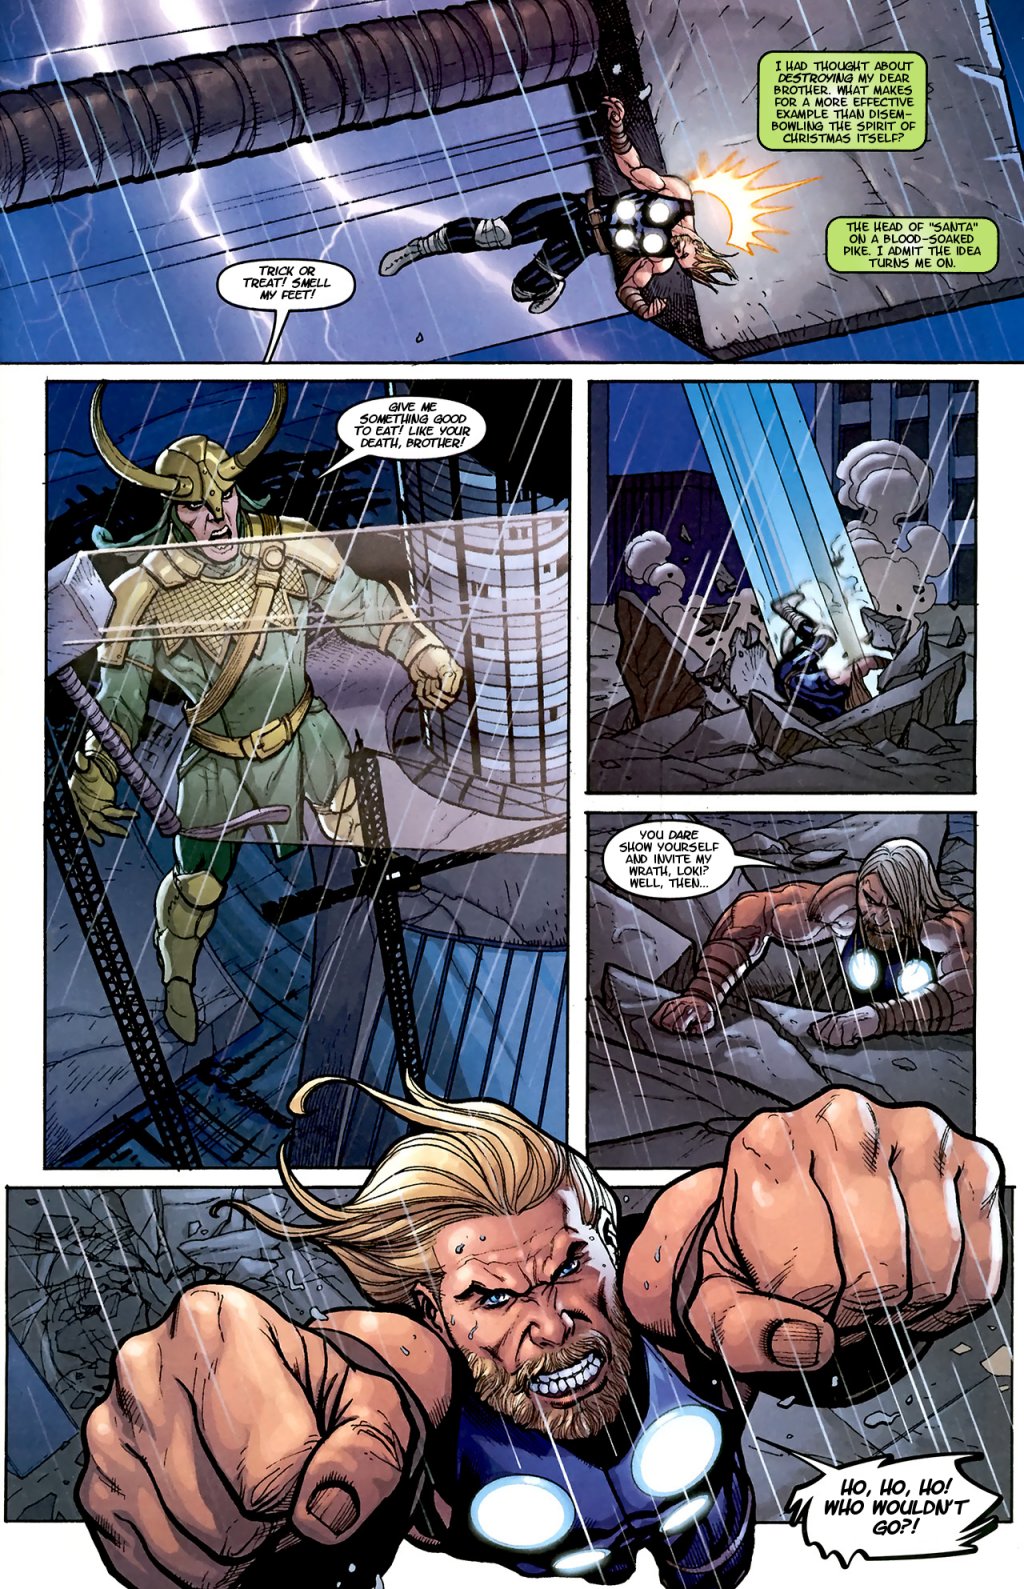 I HAD THOUGHT ABOUT
DESTROYING MY DEAR
BROTHER. WHAT MAKES
FOR A MORE EFFECTIVE
EXAMPLE THAN DISEM-
BOWLING THE SPIRIT OF
CHRISTMAS ITSELF?
THE HEAD OF "SANTA"
ON A BLOOD-SOAKED
PIKE. I ADMIT THE IDEA
TURNS ME ON.
TRICK OR
TREAT! SMELL
MY FEET!
GIVE ME
SOMETHING GOOD
TO EAT! LIKE YOUR
DEATH, BROTHER!
YOU DARE
SHOW YOURSELF
AND INVITE MY
WRATH, LOKI?
WELL, THEN...
HO, HO, HO!
WHO WOULDN'T
GO?!